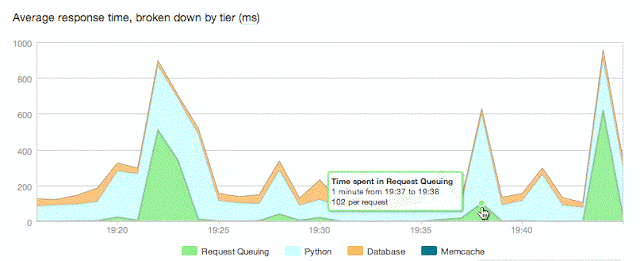 Average response time, broken down by tier (ms)
1000
800
600
400
200
0
Time spent in Request Queuing
1 minute from 19:37 to 19:38
102 per request
19:20
19:25
19:30
19:35
19:40
Request Queuing
Python
Database
Memcache